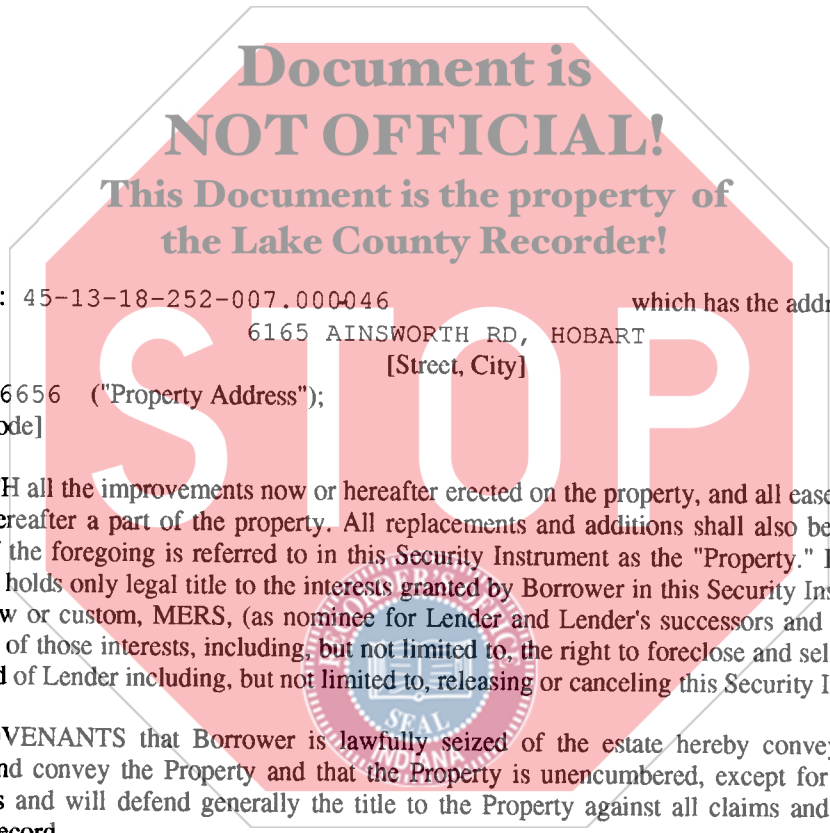 Document is
NOT OFFICIAL!
This Document is the property of
the Lake County Recorder!
: 45-13-18-252-007.000-046 which has the addr
6165 AINSWORTH RD, HOBART
[Street, City]
6656 ("Property Address");
ode]
STOP
H all the improvements now or hereafter erected on the property, and all ease
ereafter a part of the property. All replacements and additions shall also be
the foregoing is referred to in this Security Instrument as the "Property."
holds only legal title to the interests granted by Borrower in this Security Ins
w or custom, MERS, (as nominee for Lender and Lender's successors and
of those interests, including, but not limited to, the right to foreclose and sel
d of Lender including, but not limited to, releasing or canceling this Security I
VENANTS that Borrower is lawfully seized of the estate hereby convey
nd convey the Property and that the Property is unencumbered, except for
s and will defend generally the title to the Property against all claims and
ecord.
SEAL
INDIANA